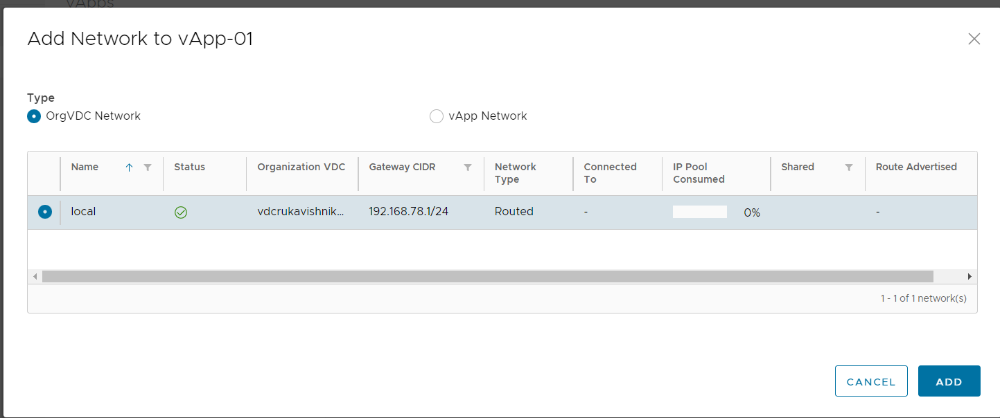 vApps
Add Network to vApp-01
Type
OrgVDC Network
vApp Network
Name
Status
Organization VDC
Gateway CIDR
Network
Type
Connected
To
IP Pool
Consumed
Shared
Route Advertised
local
vdcrukavishnik...
192.168.78.1/24
Routed
-
0%
-
1 - 1 of 1 network(s)
CANCEL
ADD